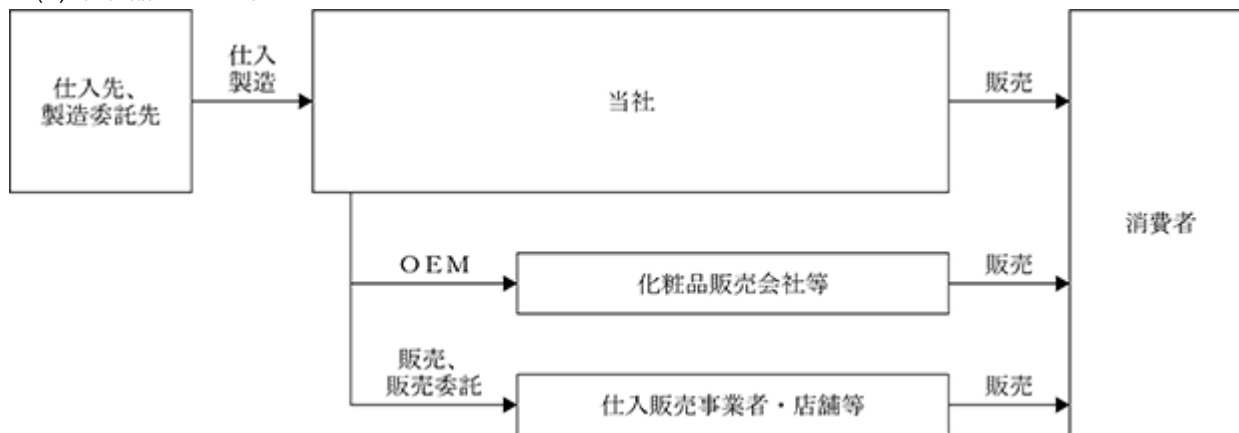 仕入先、
製造委託先
仕入
製造
当社
販売
消費者
OEM
化粧品販売会社等
販売
販売、
販売委託
仕入販売事業者・店舗等
販売